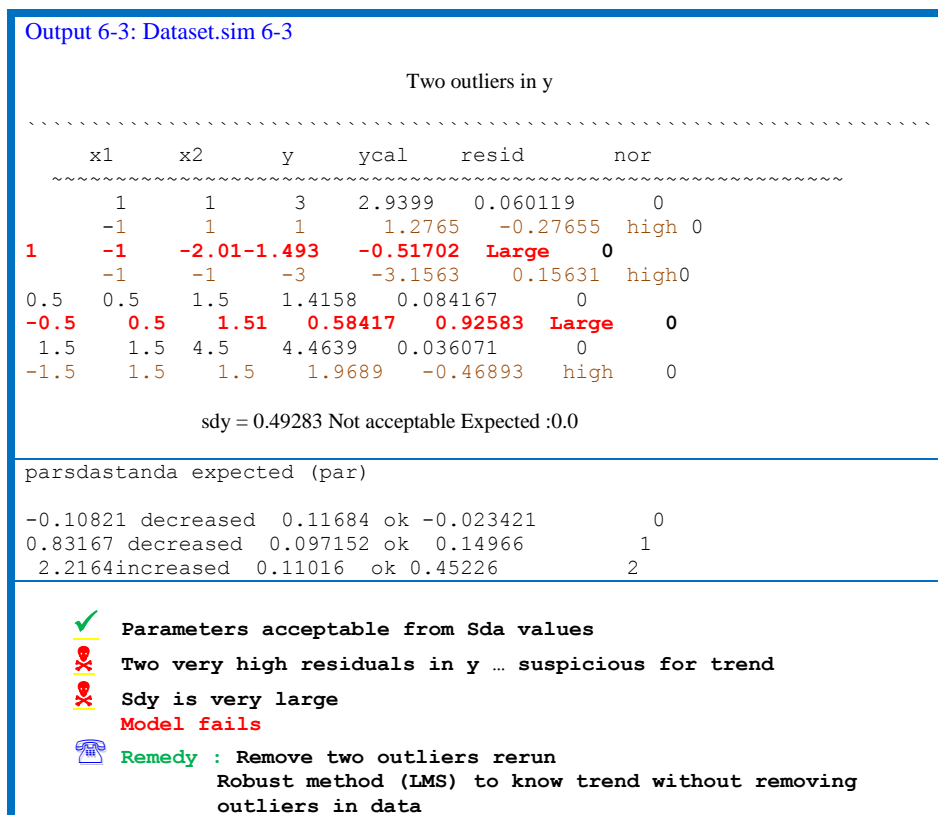 Output 6-3: Dataset.sim 6-3
Two outliers in y
x1 x2 y ycal resid nor
1 1 3 2.9399 0.060119 0
-1 1 1 1.2765 -0.27655 high 0
1 -1 -2.01-1.493 -0.51702 Large 0
-1 -1 -3 -3.1563 0.15631 high0
0.5 0.5 1.5 1.4158 0.084167 0
-0.5 0.5 1.51 0.58417 0.92583 Large 0
1.5 1.5 4.5 4.4639 0.036071 0
-1.5 1.5 1.5 1.9689 -0.46893 high 0
sdy = 0.49283 Not acceptable Expected :0.0
parsdastanda expected (par)
-0.10821 decreased 0.11684 ok -0.023421 0
0.83167 decreased 0.097152 ok 0.14966 1
2.2164increased 0.11016 ok 0.45226 2
Parameters acceptable from Sda values
Two very high residuals in y … suspicious for trend
Sdy is very large
Model fails
Remedy : Remove two outliers rerun
Robust method (LMS) to know trend without removing
outliers in data